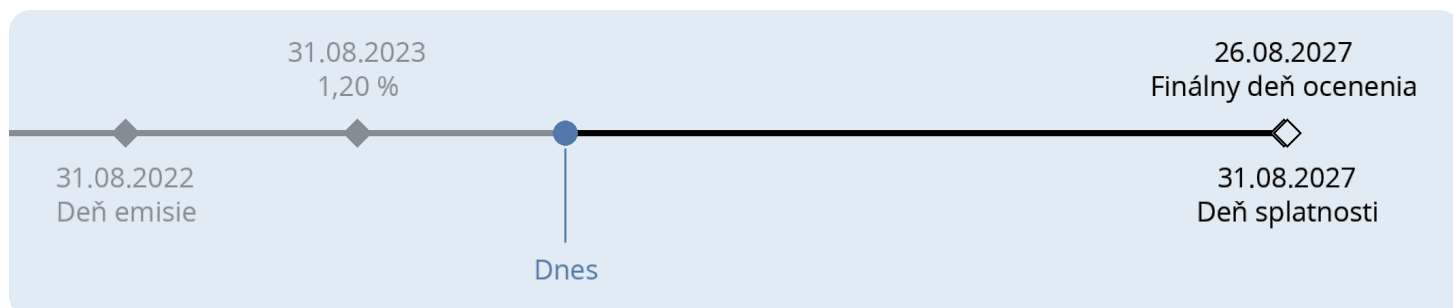 31.08.2023
1,20 %
26.08.2027
Finálny deň ocenenia
31.08.2022
Deň emisie
31.08.2027
Deň splatnosti
Dnes